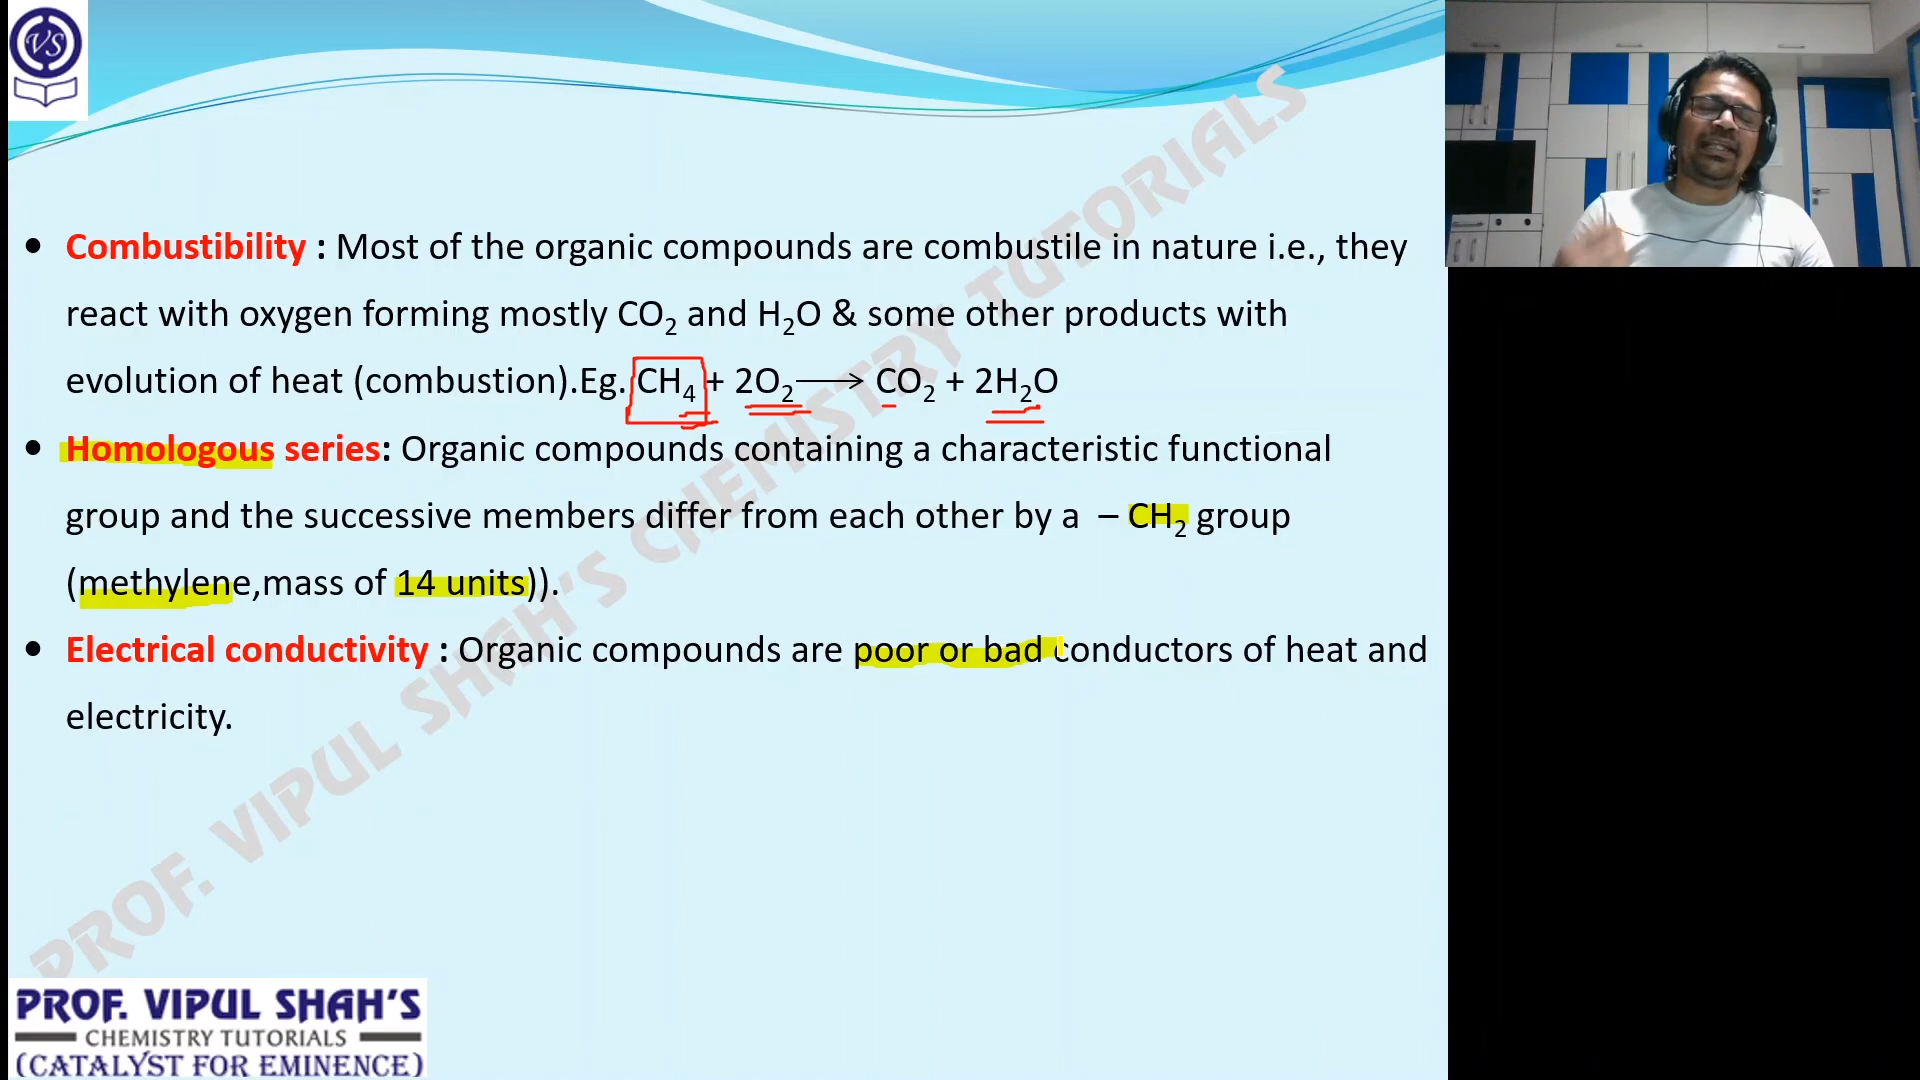 VS
• Combustibility : Most of the organic compounds are combustile in nature i.e., they
react with oxygen forming mostly CO₂ and H₂O & some other products with
evolution of heat (combustion).Eg. CH₄ + 2O₂ ⟶ CO₂ + 2H₂O
• Homologous series: Organic compounds containing a characteristic functional
group and the successive members differ from each other by a – CH₂ group
(methylene,mass of 14 units)).
• Electrical conductivity : Organic compounds are poor or bad conductors of heat and
electricity.
PROF. VIPUL SHAH'S CHEMISTRY TUTORIALS
PROF. VIPUL SHAH'S
CHEMISTRY TUTORIALS
(CATALYST FOR EMINENCE)